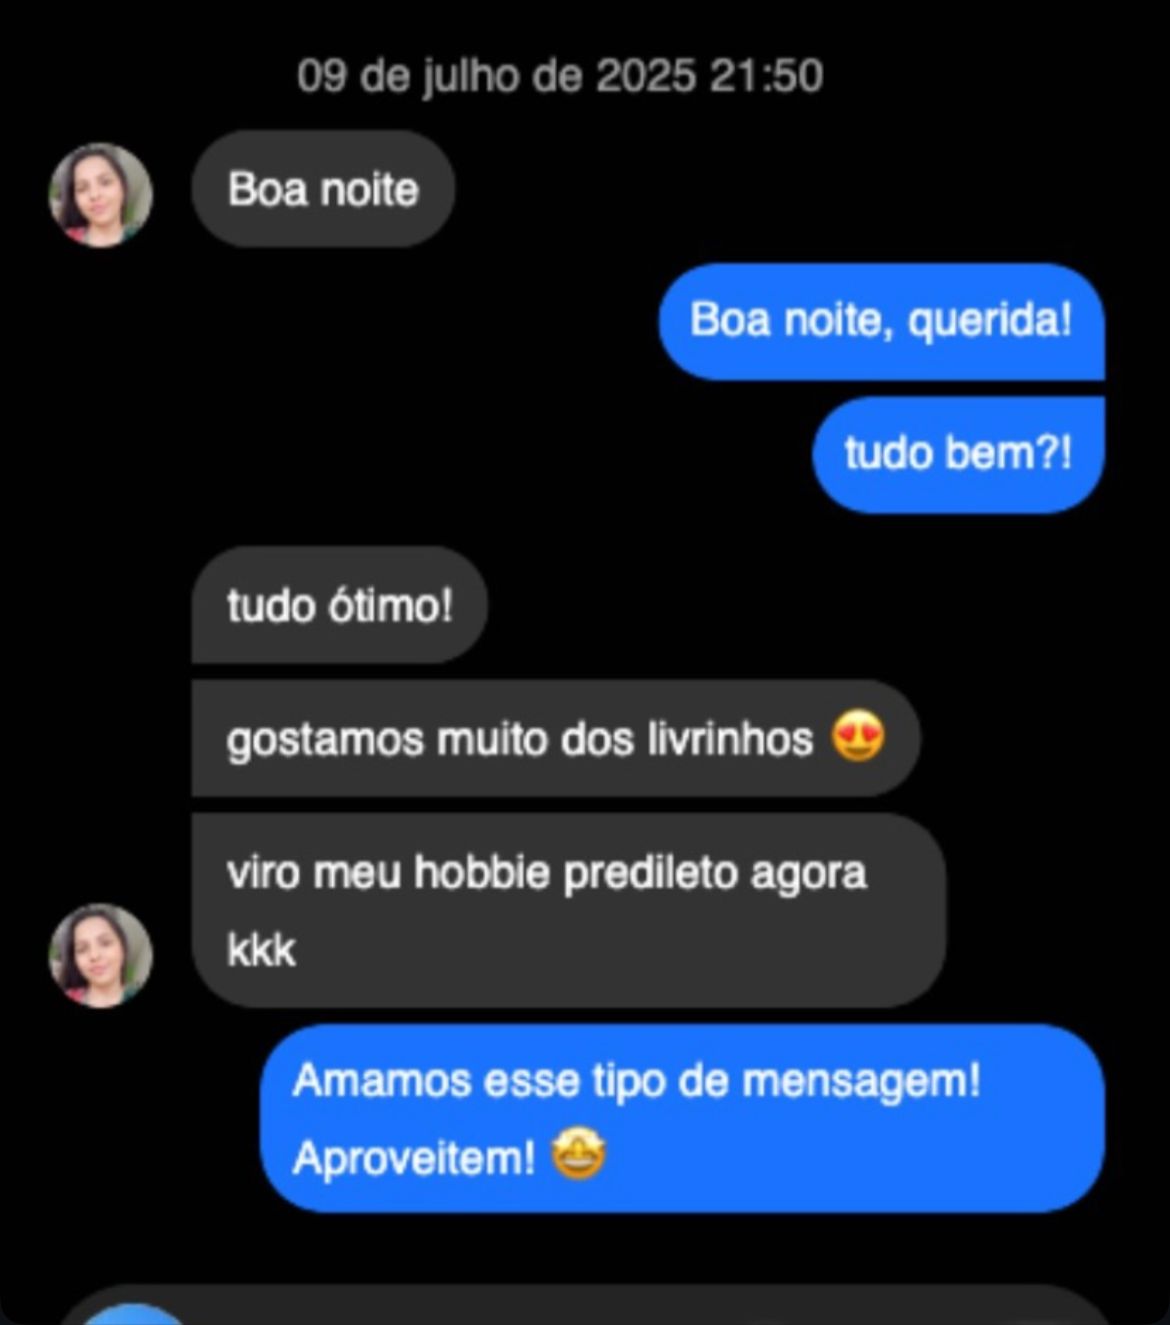 09 de julho de 2025 21:50
Boa noite
Boa noite, querida!
tudo bem?!
tudo ótimo!
gostamos muito dos livrinhos 😍
viro meu hobbie predileto agora
kkk
Amamos esse tipo de mensagem!
Aproveitem! 🤩